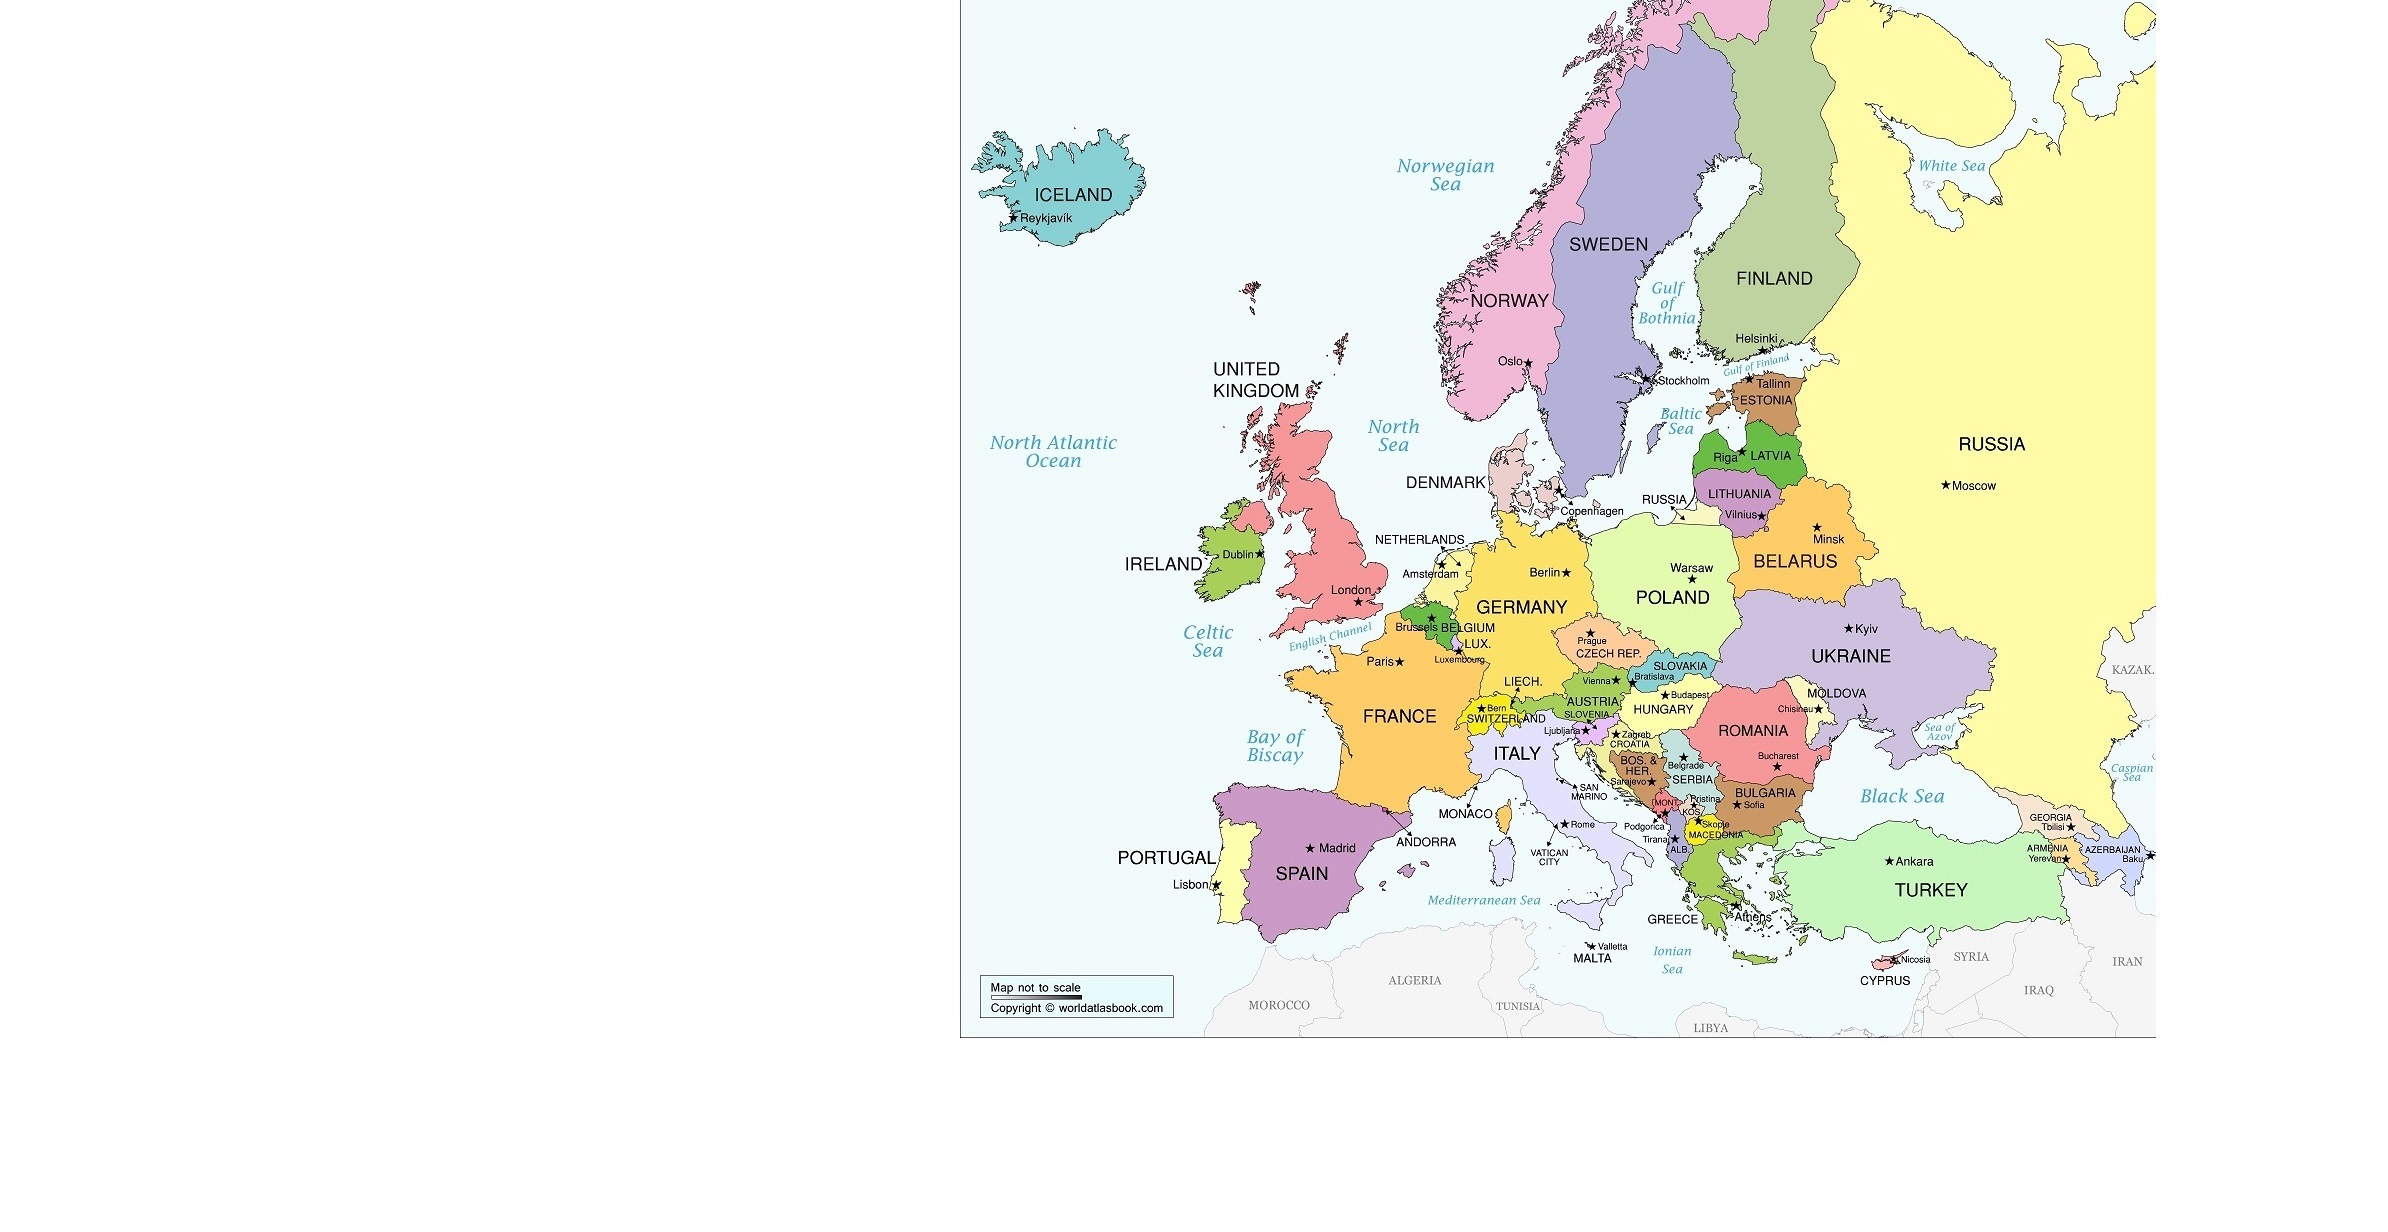 ICELAND
Reykjavík
Norwegian
Sea
White Sea
SWEDEN
FINLAND
Gulf
of
Bothnia
NORWAY
Helsinki
Oslo
Gulf of Finland
UNITED
KINGDOM
Stockholm
Tallinn
ESTONIA
Baltic
Sea
North
Sea
North Atlantic
Ocean
RUSSIA
Riga
LATVIA
DENMARK
Moscow
LITHUANIA
RUSSIA
Copenhagen
Vilnius
Minsk
NETHERLANDS
Dublin
IRELAND
BELARUS
Amsterdam
Berlin
Warsaw
London
POLAND
GERMANY
Brussels BELGIUM
Kyiv
English Channel
Celtic
Sea
Prague
CZECH REP.
LUX.
Luxembourg
UKRAINE
Paris
SLOVAKIA
KAZAK.
Bratislava
Vienna
LIECH.
MOLDOVA
Budapest
AUSTRIA
HUNGARY
Chisinau
Bern
SWITZERLAND
SLOVENIA
FRANCE
Ljubljana
Zagreb
CROATIA
ROMANIA
Sea of
Azov
Bay of
Biscay
ITALY
BOS. &
HER.
Sarajevo
Belgrade
SERBIA
Bucharest
Caspian
Sea
SAN
MARINO
BULGARIA
Sofia
Black Sea
MONT.
Pristina
KOS.
MONACO
Podgorica
Skopje
MACEDONIA
Rome
GEORGIA
Tbilisi
ANDORRA
Tirana
ALB.
VATICAN
CITY
Madrid
PORTUGAL
SPAIN
Lisbon
ARMENIA
Yerevan
AZERBAIJAN
Baku
Ankara
TURKEY
Mediterranean Sea
GREECE
Athens
Valletta
MALTA
Ionian
Sea
Nicosia
CYPRUS
SYRIA
IRAN
IRAQ
ALGERIA
MOROCCO
TUNISIA
LIBYA
Map not to scale
Copyright © worldatlasbook.com